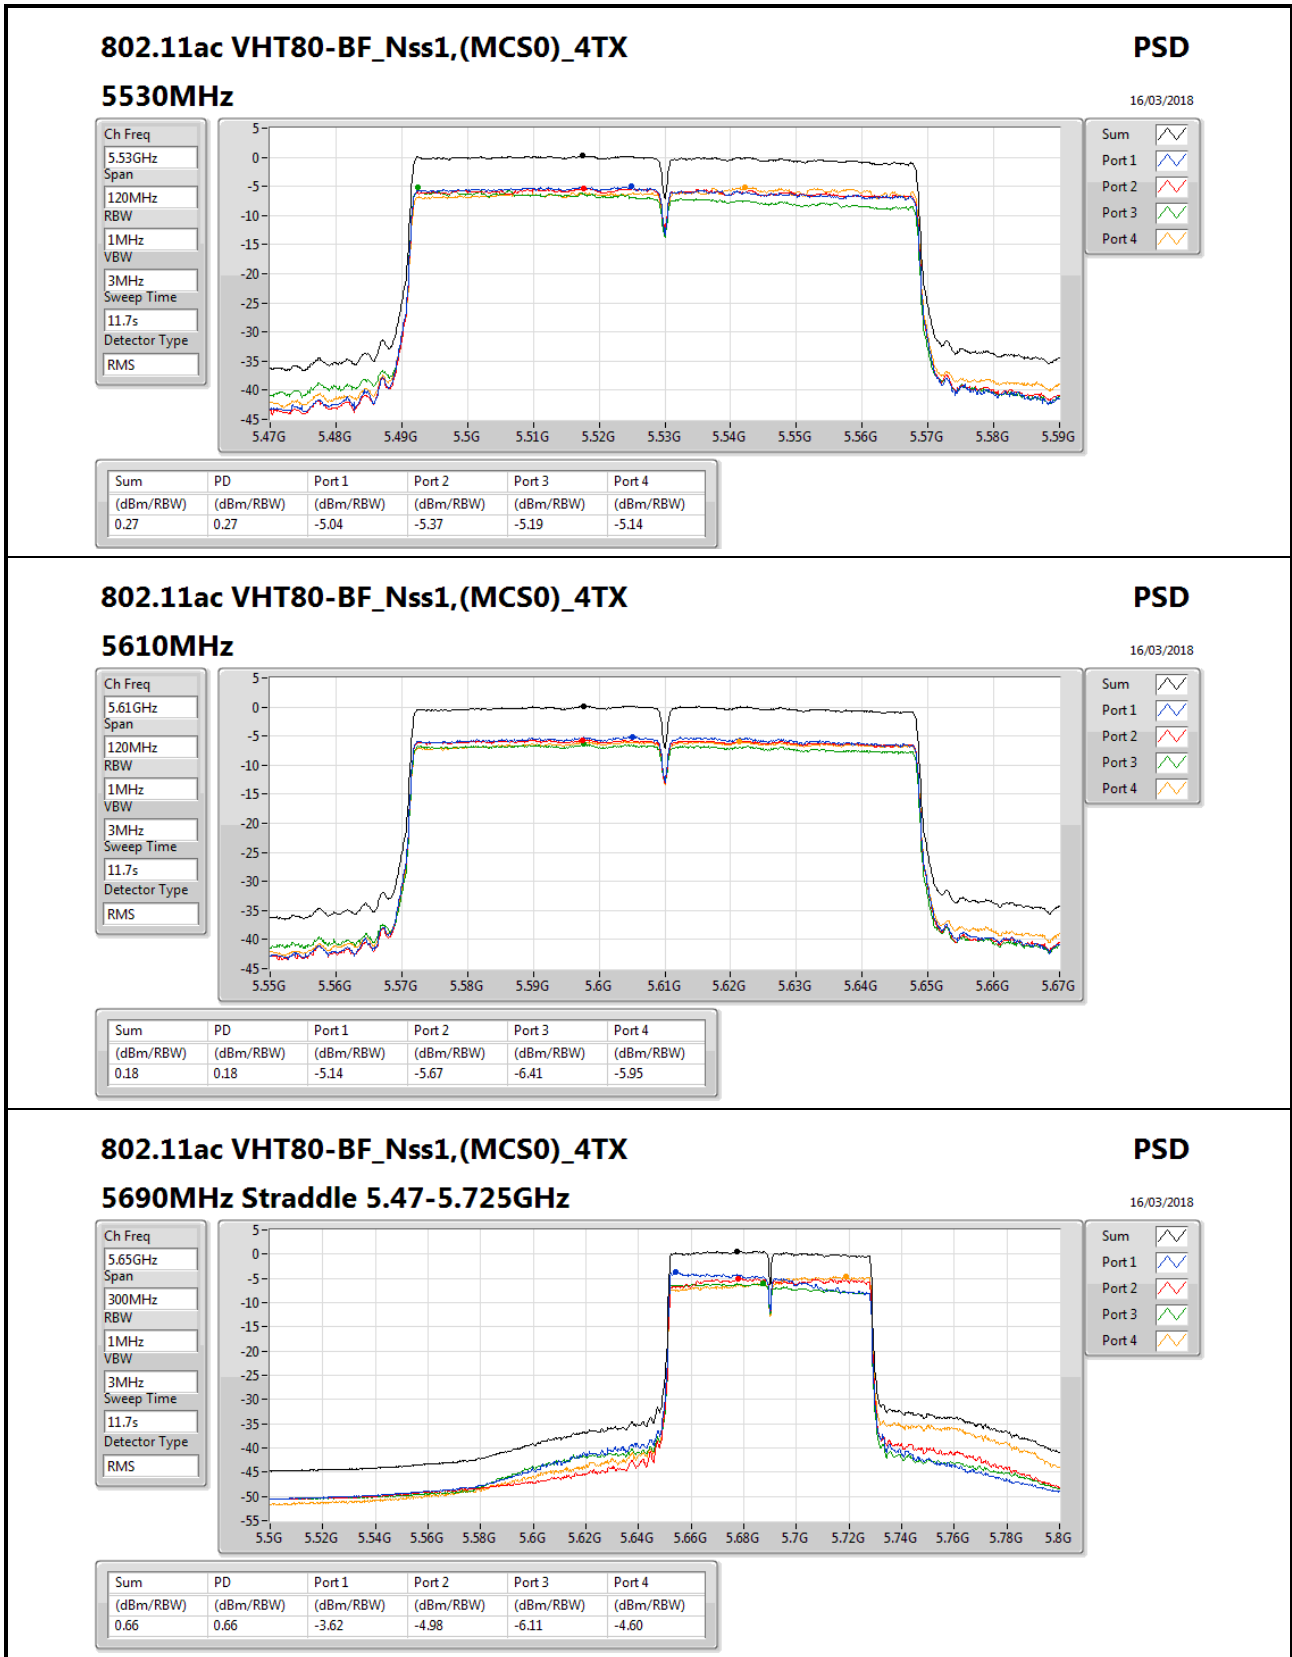 802.11ac VHT80-BF_Nss1,(MCS0)_4TX PSD
5530MHz 16/03/2018
Ch Freq
5.53GHz
Span
120MHz
RBW
1MHz
VBW
3MHz
Sweep Time
11.7s
Detector Type
RMS
5
0
-5
-10
-15
-20
-25
-30
-35
-40
-45
5.47G 5.48G 5.49G 5.5G 5.51G 5.52G 5.53G 5.54G 5.55G 5.56G 5.57G 5.58G 5.59G
Sum
Port 1
Port 2
Port 3
Port 4
Sum PD Port 1 Port 2 Port 3 Port 4
(dBm/RBW) (dBm/RBW) (dBm/RBW) (dBm/RBW) (dBm/RBW) (dBm/RBW)
0.27 0.27 -5.04 -5.37 -5.19 -5.14
802.11ac VHT80-BF_Nss1,(MCS0)_4TX PSD
5610MHz 16/03/2018
Ch Freq
5.61GHz
Span
120MHz
RBW
1MHz
VBW
3MHz
Sweep Time
11.7s
Detector Type
RMS
5
0
-5
-10
-15
-20
-25
-30
-35
-40
-45
5.55G 5.56G 5.57G 5.58G 5.59G 5.6G 5.61G 5.62G 5.63G 5.64G 5.65G 5.66G 5.67G
Sum
Port 1
Port 2
Port 3
Port 4
Sum PD Port 1 Port 2 Port 3 Port 4
(dBm/RBW) (dBm/RBW) (dBm/RBW) (dBm/RBW) (dBm/RBW) (dBm/RBW)
0.18 0.18 -5.14 -5.67 -6.41 -5.95
802.11ac VHT80-BF_Nss1,(MCS0)_4TX PSD
5690MHz Straddle 5.47-5.725GHz 16/03/2018
Ch Freq
5.65GHz
Span
300MHz
RBW
1MHz
VBW
3MHz
Sweep Time
11.7s
Detector Type
RMS
5
0
-5
-10
-15
-20
-25
-30
-35
-40
-45
-50
-55
5.5G 5.52G 5.54G 5.56G 5.58G 5.6G 5.62G 5.64G 5.66G 5.68G 5.7G 5.72G 5.74G 5.76G 5.78G 5.8G
Sum
Port 1
Port 2
Port 3
Port 4
Sum PD Port 1 Port 2 Port 3 Port 4
(dBm/RBW) (dBm/RBW) (dBm/RBW) (dBm/RBW) (dBm/RBW) (dBm/RBW)
0.66 0.66 -3.62 -4.98 -6.11 -4.60